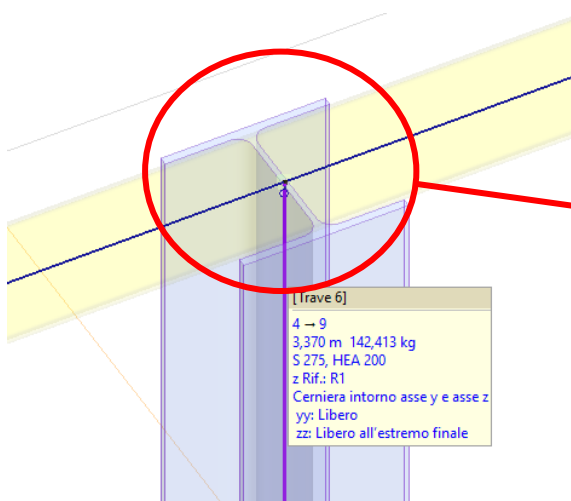 [Trave 6]
4 → 9
3,370 m 142,413 kg
S 275, HEA 200
z Rif.: R1
Cerniera intorno asse y e asse z
yy: Libero
zz: Libero all'estremo finale